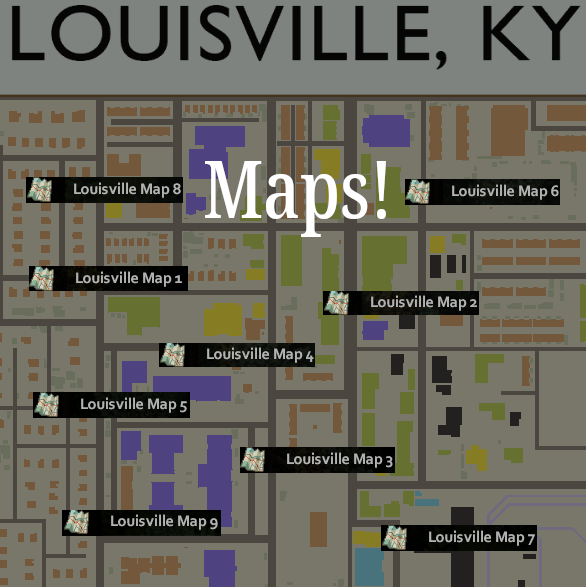 LOUISVILLE, KY
Maps!
Louisville Map 8
Louisville Map 6
Louisville Map 1
Louisville Map 2
Louisville Map 4
Louisville Map 5
Louisville Map 3
Louisville Map 9
Louisville Map 7